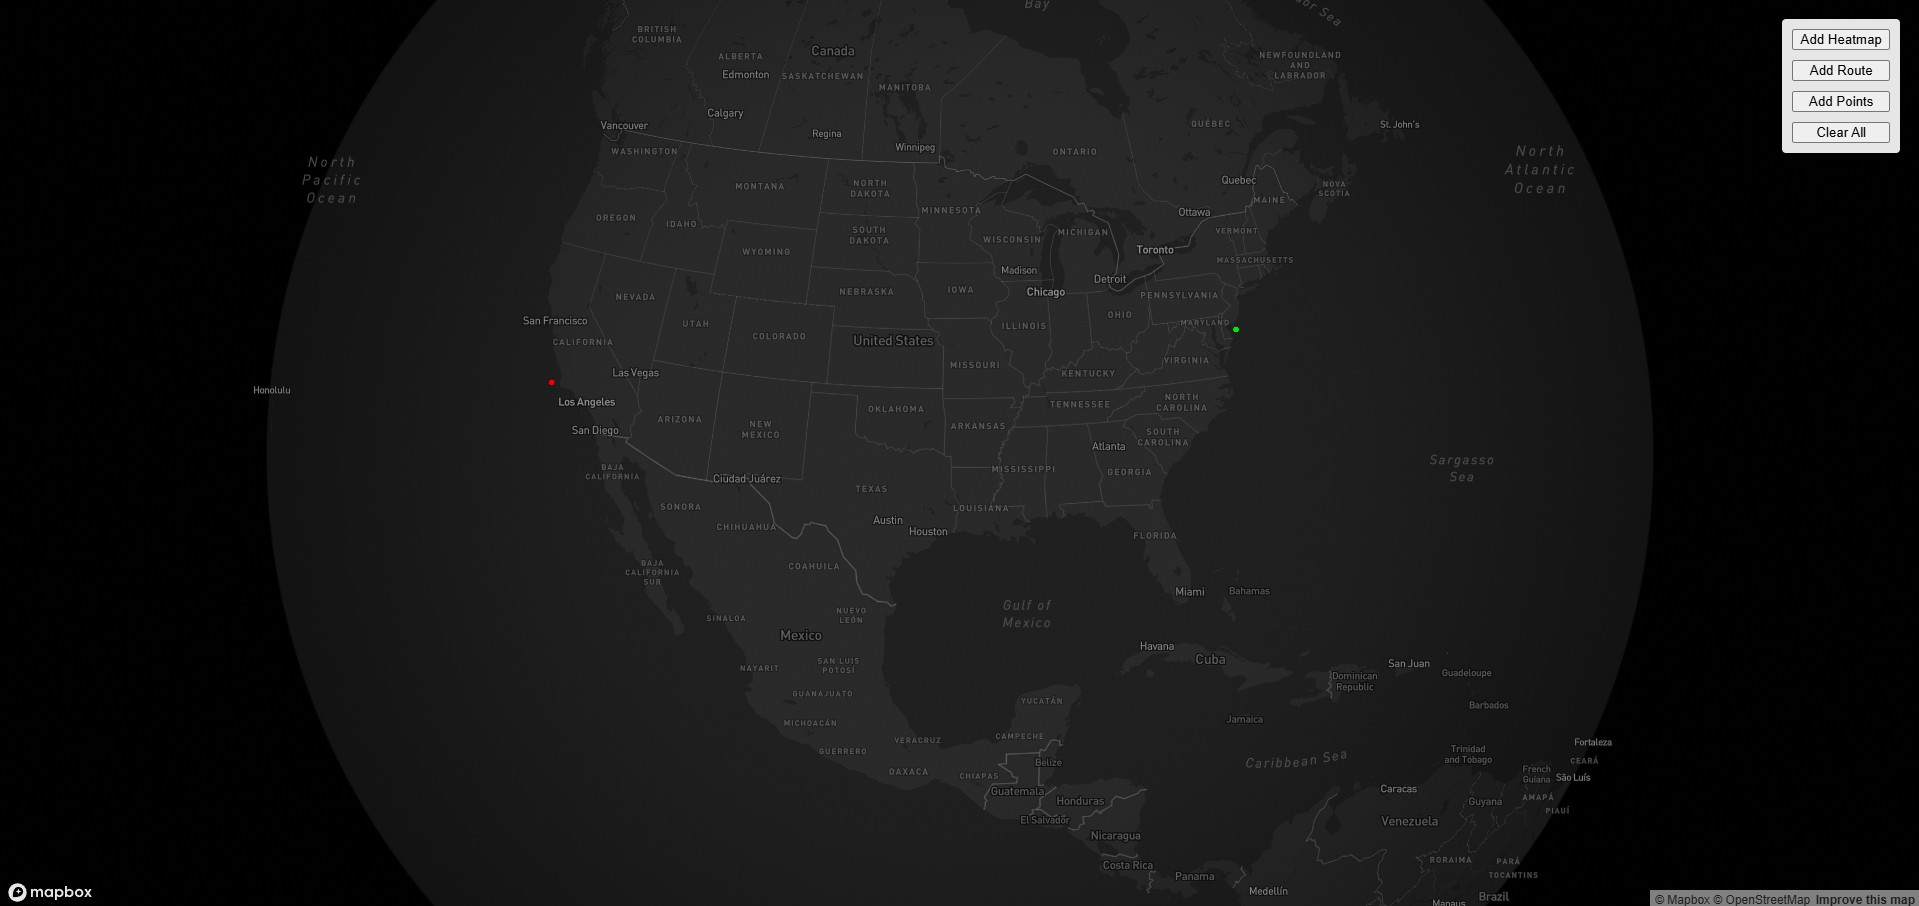 Bay
BRITISH
COLUMBIA
Canada
ALBERTA
Edmonton
SASKATCHEWAN
MANITOBA
NEWFOUNDLAND
AND
LABRADOR
Add Heatmap
Add Route
Add Points
Clear All
Calgary
Vancouver
Regina
Winnipeg
QUÉBEC
St. John's
ONTARIO
WASHINGTON
North
Pacific
Ocean
North
Atlantic
Ocean
MONTANA
NORTH
DAKOTA
Quebec
NOVA
SCOTIA
MAINE
OREGON
IDAHO
MINNESOTA
Ottawa
SOUTH
DAKOTA
WISCONSIN
MICHIGAN
VERMONT
WYOMING
Toronto
MASSACHUSETTS
Madison
Detroit
NEVADA
NEBRASKA
IOWA
Chicago
PENNSYLVANIA
San Francisco
UTAH
COLORADO
ILLINOIS
OHIO
MARYLAND
CALIFORNIA
United States
MISSOURI
VIRGINIA
Las Vegas
KENTUCKY
Honolulu
Los Angeles
OKLAHOMA
TENNESSEE
NORTH
CAROLINA
ARIZONA
NEW
MEXICO
ARKANSAS
SOUTH
CAROLINA
San Diego
Atlanta
BAJA
CALIFORNIA
Ciudad Juárez
MISSISSIPPI
GEORGIA
Sargasso
Sea
TEXAS
SONORA
LOUISIANA
CHIHUAHUA
Austin
Houston
FLORIDA
BAJA
CALIFORNIA
SUR
COAHUILA
Miami
Bahamas
SINALOA
NUEVO
LEÓN
Gulf of
Mexico
Mexico
Havana
Cuba
San Juan
NAYARIT
SAN LUIS
POTOSÍ
Dominican
Republic
Guadeloupe
GUANAJUATO
YUCATÁN
Barbados
MICHOACÁN
Jamaica
GUERRERO
VERACRUZ
CAMPECHE
Fortaleza
OAXACA
CHIAPAS
Belize
Caribbean Sea
Trinidad
and Tobago
CEARÁ
French
Guiana
São Luís
Guatemala
Honduras
Caracas
Guyana
AMAPÁ
PIAUÍ
El Salvador
Venezuela
Nicaragua
Costa Rica
RORAIMA
PARÁ
Panama
TOCANTINS
Medellín
Brazil
Manaus
mapbox
© Mapbox © OpenStreetMap Improve this map